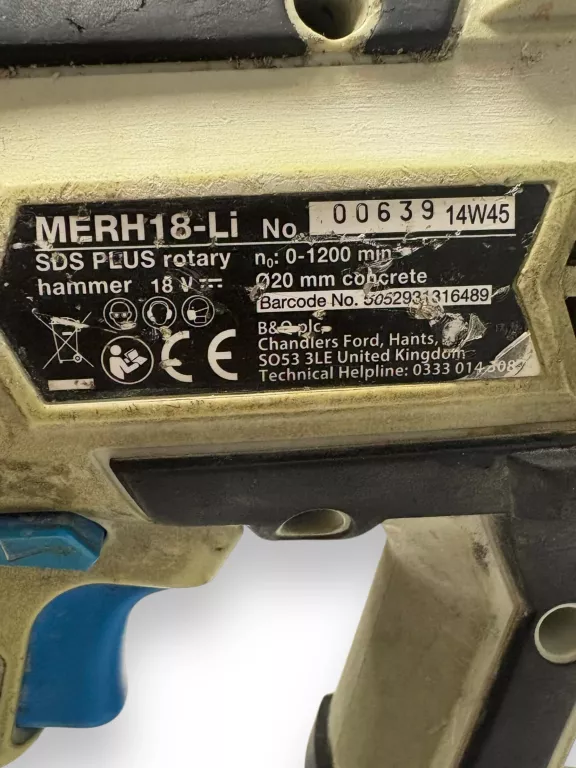 MERH18-Li No 00639 14W45
SDS PLUS rotary n₀: 0-1200 min
hammer 18 V⎓ Ø20 mm concrete
Barcode No. 5052931316489
B&Q plc,
Chandlers Ford, Hants,
SO53 3LE United Kingdom
Technical Helpline: 0333 014
CE